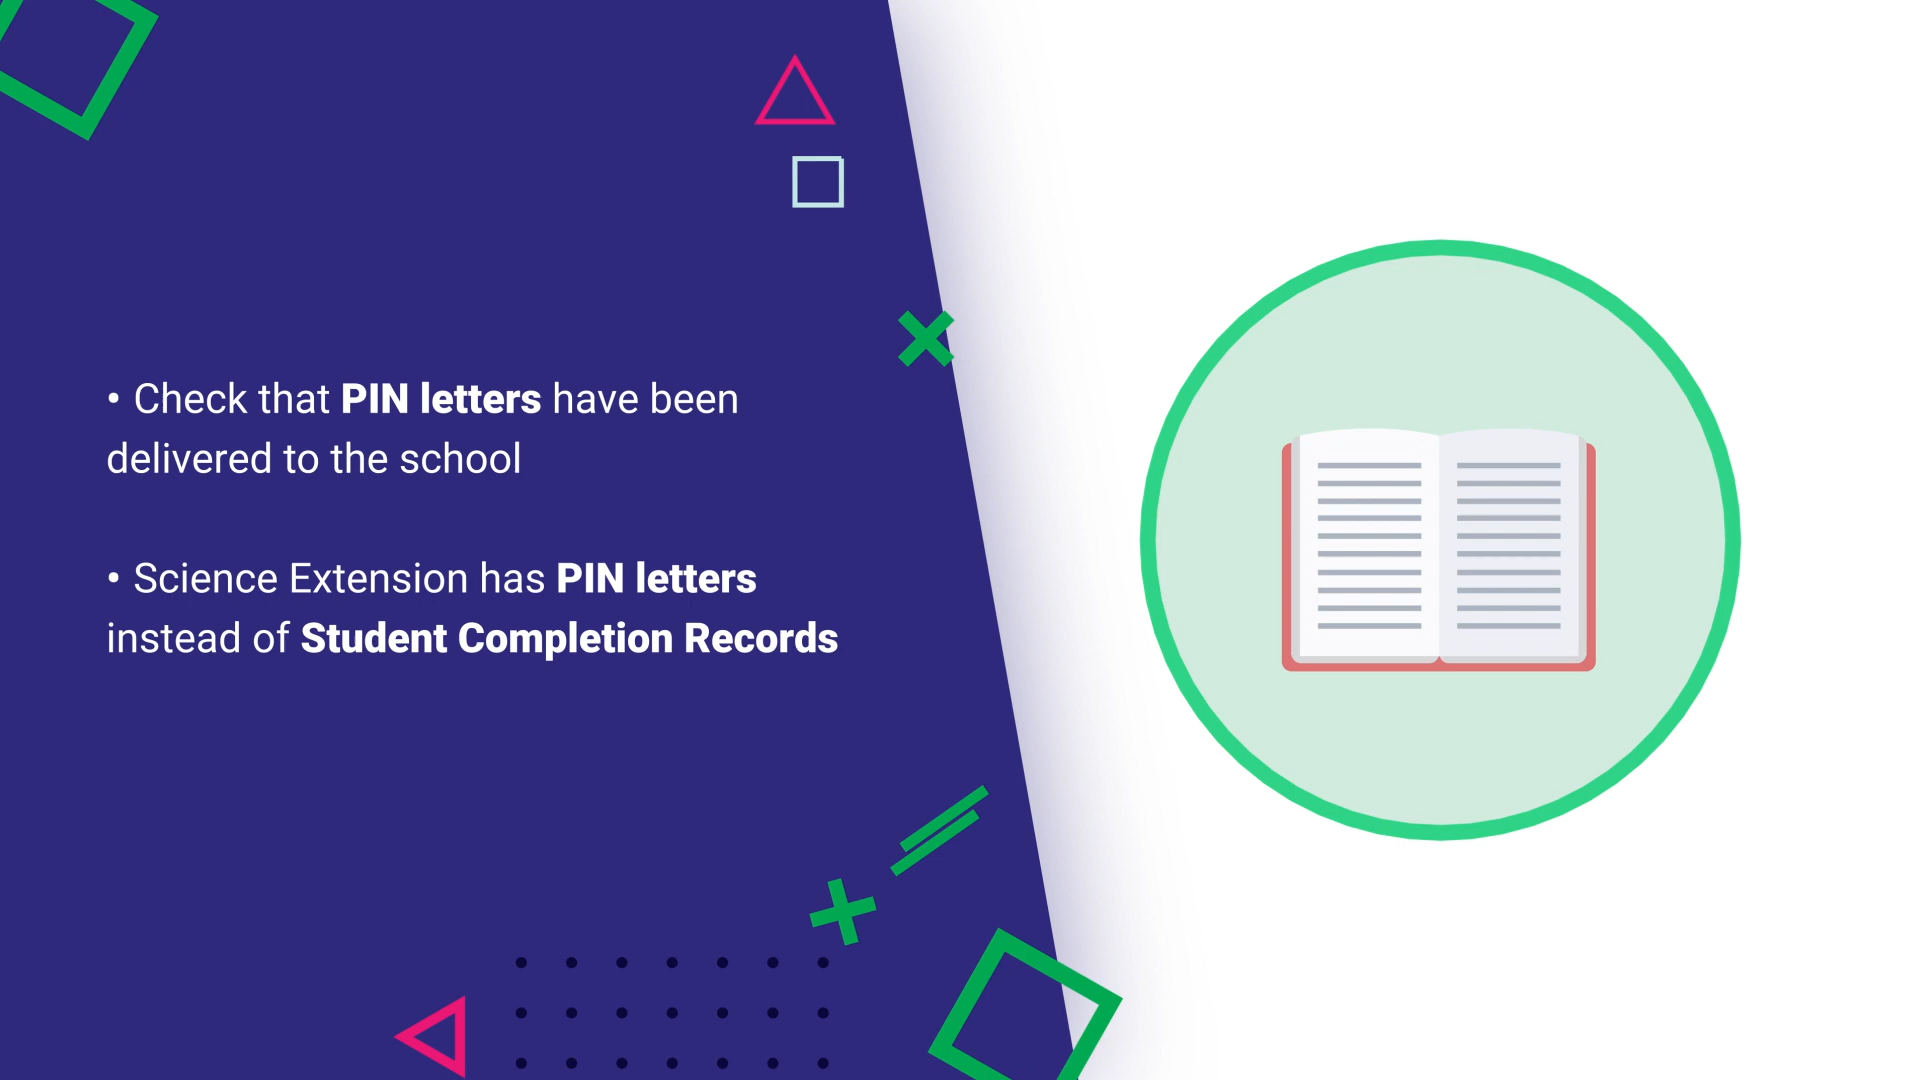 • Check that PIN letters have been
delivered to the school
• Science Extension has PIN letters
instead of Student Completion Records